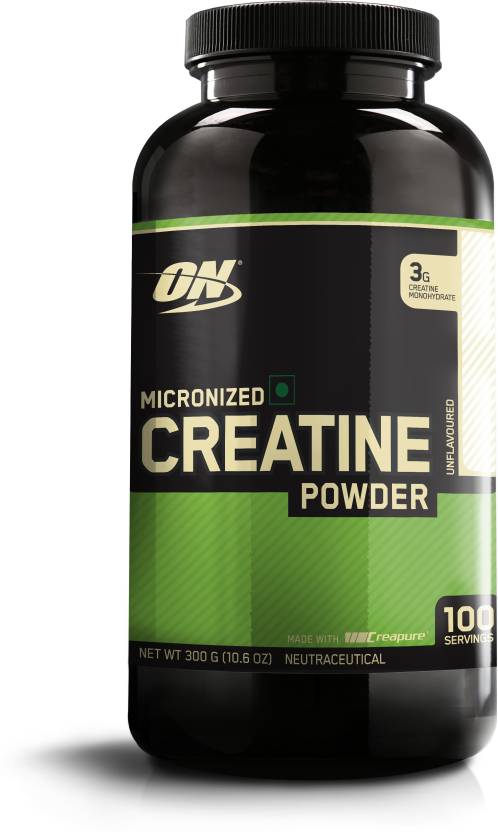 ON®
3G
CREATINE
MONOHYDRATE
MICRONIZED
CREATINE
POWDER
UNFLAVOURED
MADE WITH Creapure®
100
SERVINGS
NET WT 300 G (10.6 OZ) NEUTRACEUTICAL